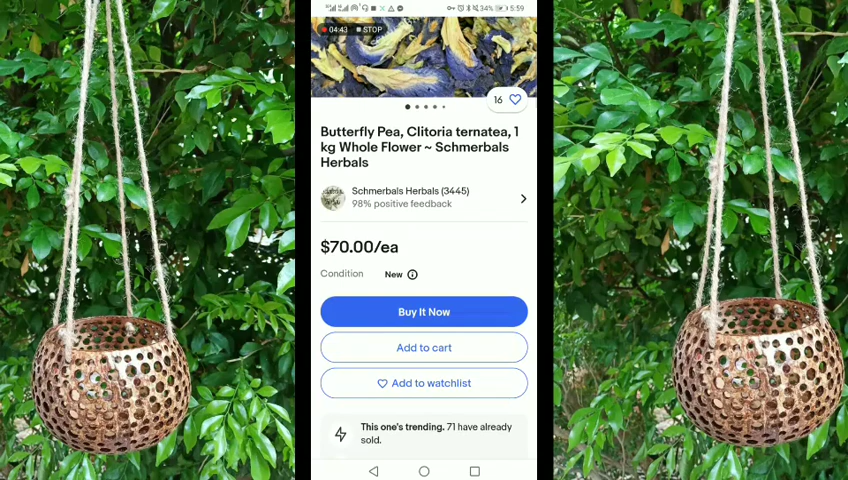 34% 5:59
04:43 STOP
16
Butterfly Pea, Clitoria ternatea, 1
kg Whole Flower ~ Schmerbals
Herbals
Schmerbals Herbals (3445)
98% positive feedback
$70.00/ea
Condition New
Buy It Now
Add to cart
Add to watchlist
This one's trending. 71 have already
sold.